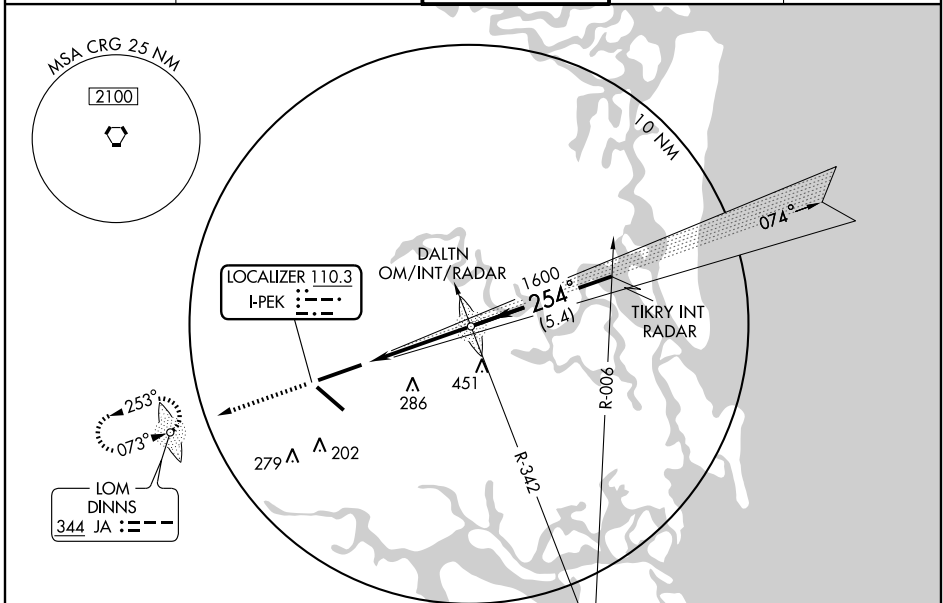 MSA CRG 25 NM
2100
10 NM
074°
DALTN
OM/INT/RADAR
LOCALIZER 110.3
I-PEK
1600
254°
(5.4)
TIKRY INT
RADAR
451
286
R-006
253°
073°
279
202
R-342
LOM
DINNS
344 JA